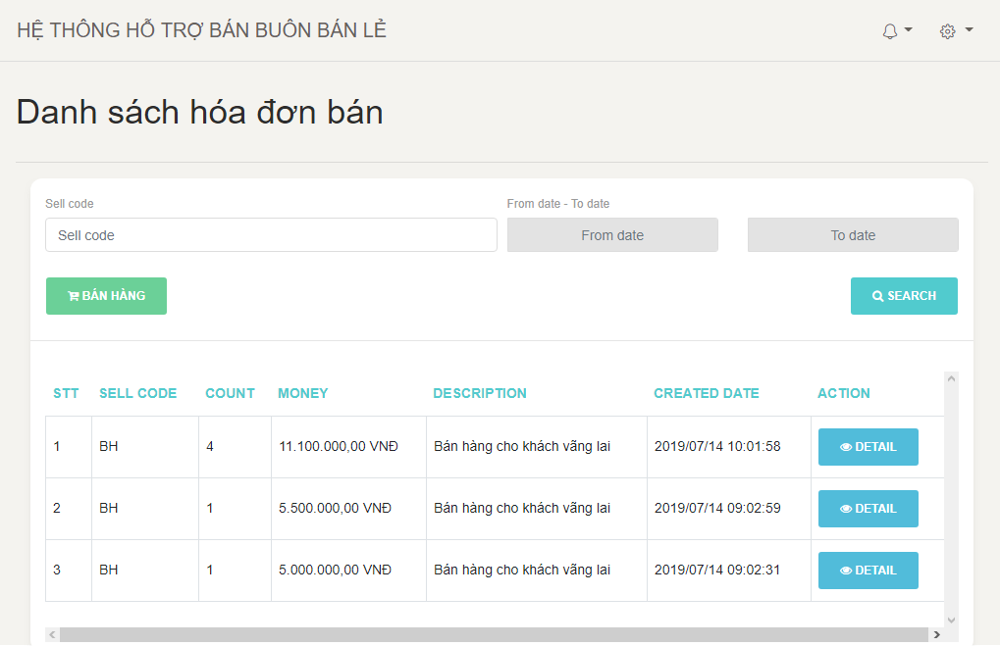 HỆ THỐNG HỖ TRỢ BÁN BUÔN BÁN LẺ
Danh sách hóa đơn bán
Sell code
From date - To date
Sell code
From date
To date
BÁN HÀNG
SEARCH
STT SELL CODE COUNT MONEY DESCRIPTION CREATED DATE ACTION
1 BH 4 11.100.000,00 VNĐ Bán hàng cho khách vãng lai 2019/07/14 10:01:58 DETAIL
2 BH 1 5.500.000,00 VNĐ Bán hàng cho khách vãng lai 2019/07/14 09:02:59 DETAIL
3 BH 1 5.000.000,00 VNĐ Bán hàng cho khách vãng lai 2019/07/14 09:02:31 DETAIL